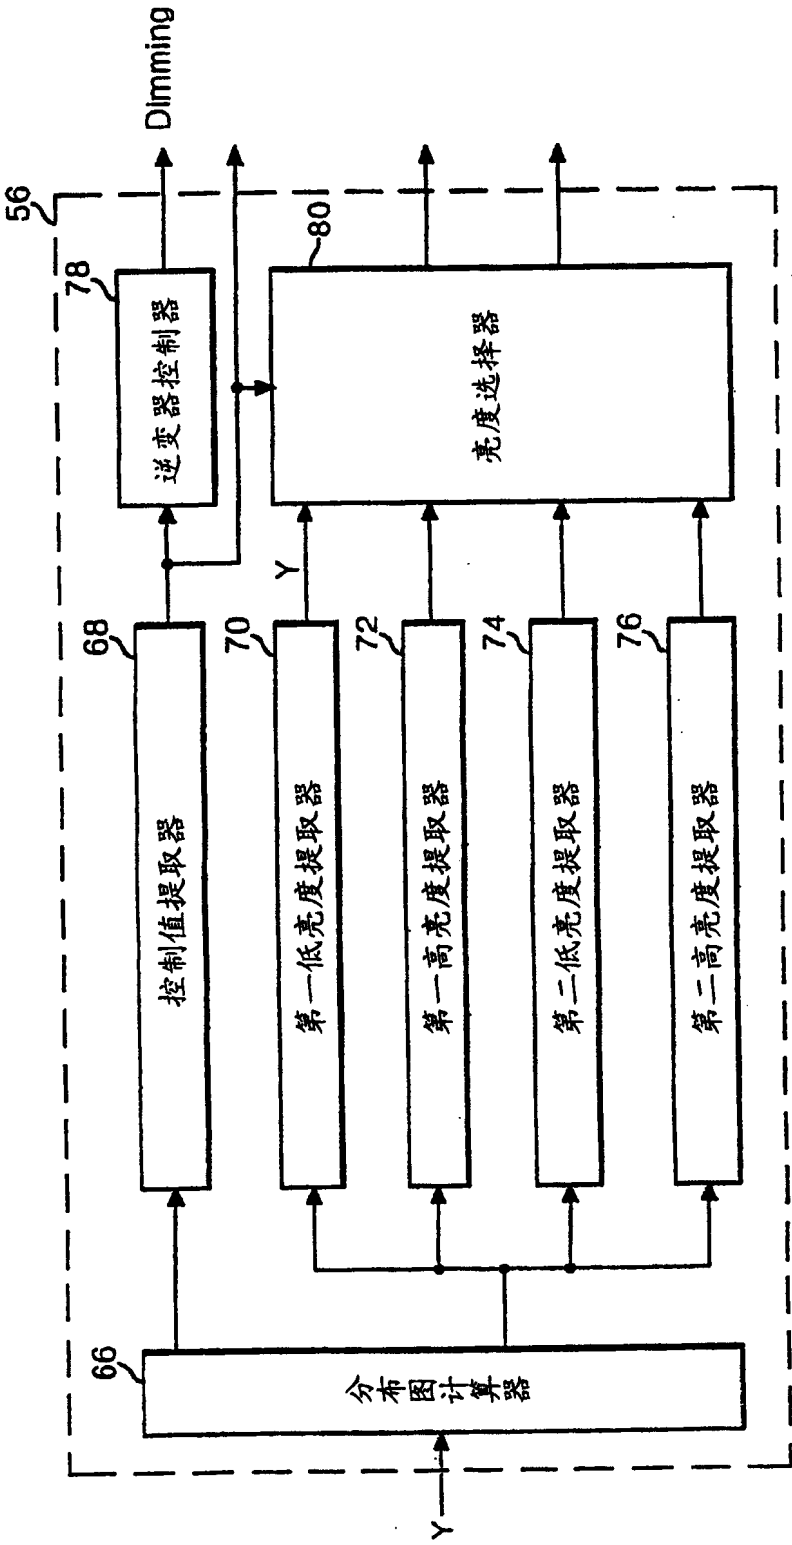 56
Y
66
分布图计算器
68
控制值提取器
70
第一低亮度提取器
72
第一高亮度提取器
74
第二低亮度提取器
76
第二高亮度提取器
Y
78
逆变器控制器
80
亮度选择器
Dimming